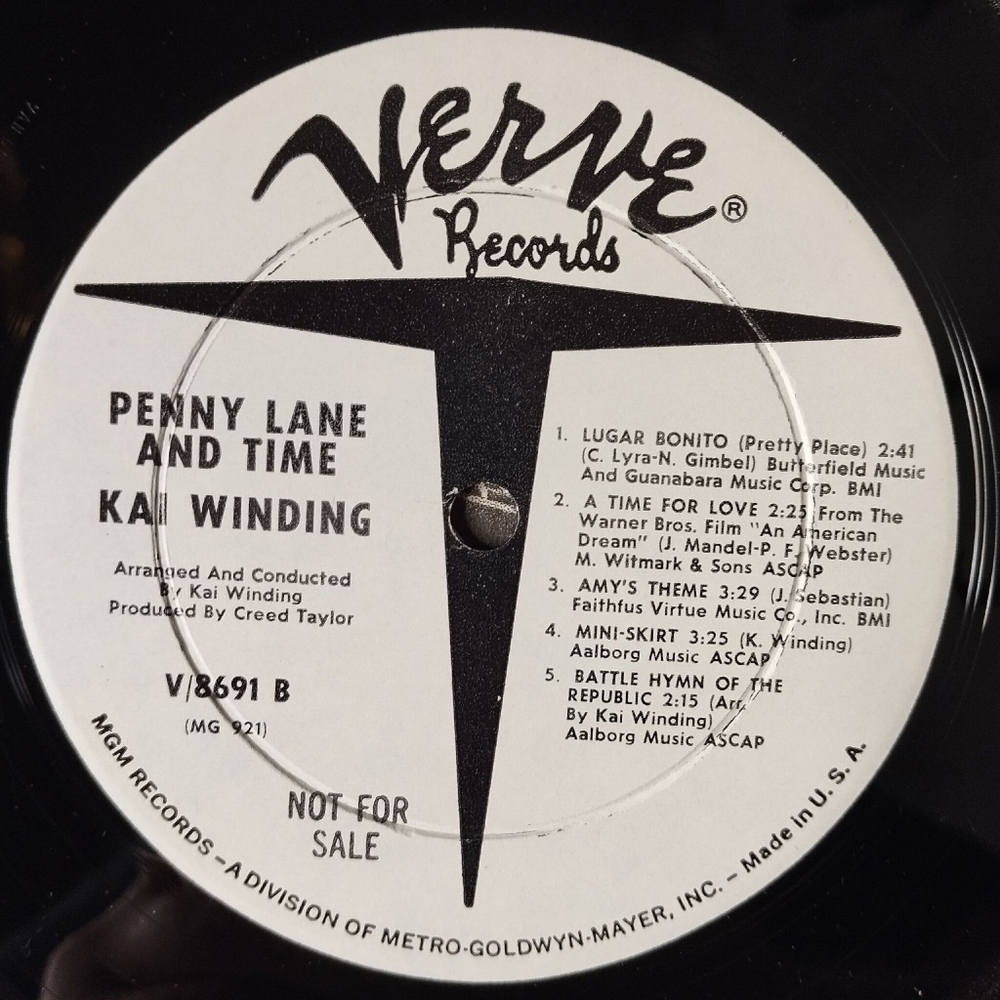 Verve
Records
®
PENNY LANE
AND TIME
KAI WINDING
Arranged And Conducted
By Kai Winding
Produced By Creed Taylor
V/8691 B
(MG 921)
NOT FOR
SALE
1. LUGAR BONITO (Pretty Place) 2:41
(C. Lyra-N. Gimbel) Butterfield Music
And Guanabara Music Corp. BMI
2. A TIME FOR LOVE 2:25 From The
Warner Bros. Film "An American
Dream" (J. Mandel-P. F. Webster)
M. Witmark & Sons ASCAP
3. AMY'S THEME 3:29 (J. Sebastian)
Faithfus Virtue Music Co., Inc. BMI
4. MINI-SKIRT 3:25 (K. Winding)
Aalborg Music ASCAP
5. BATTLE HYMN OF THE
REPUBLIC 2:15 (Arr.
By Kai Winding)
Aalborg Music ASCAP
MGM RECORDS – A DIVISION OF METRO-GOLDWYN-MAYER, INC. – Made in U. S. A.